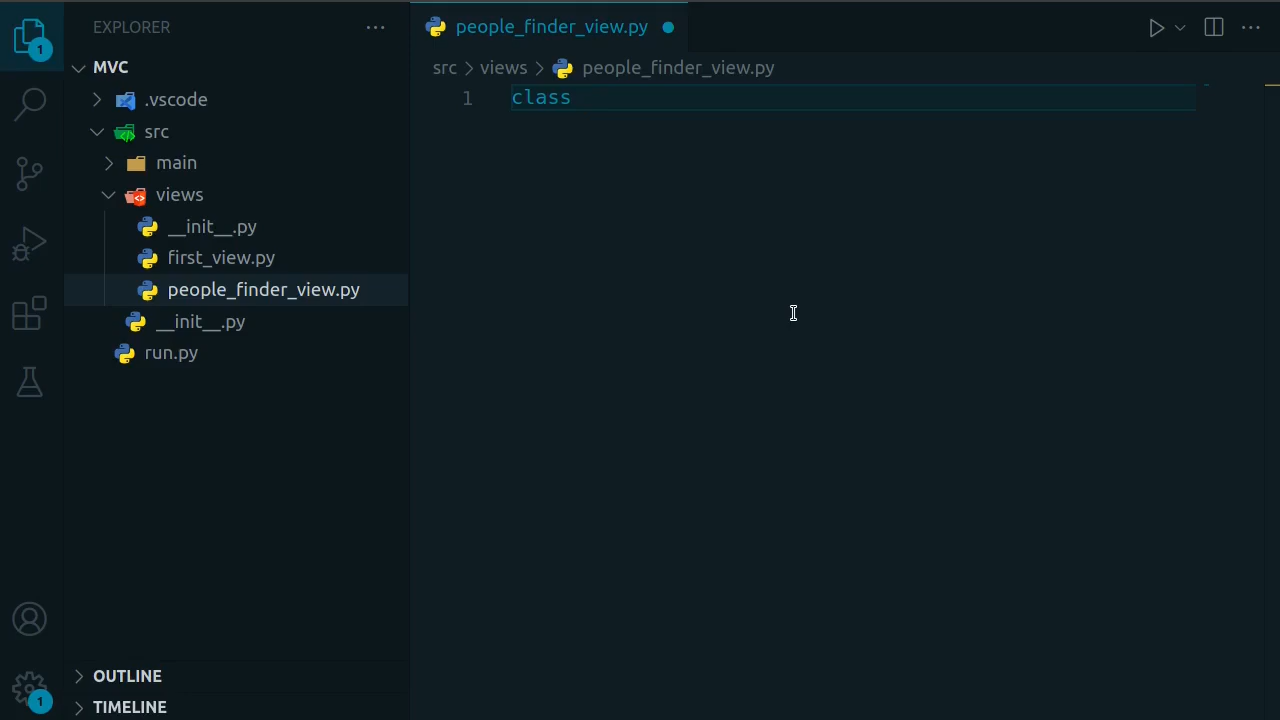 EXPLORER
MVC
.vscode
src
main
views
__init__.py
first_view.py
people_finder_view.py
__init__.py
run.py
OUTLINE
TIMELINE
1
1
people_finder_view.py
src > views > people_finder_view.py
1 class